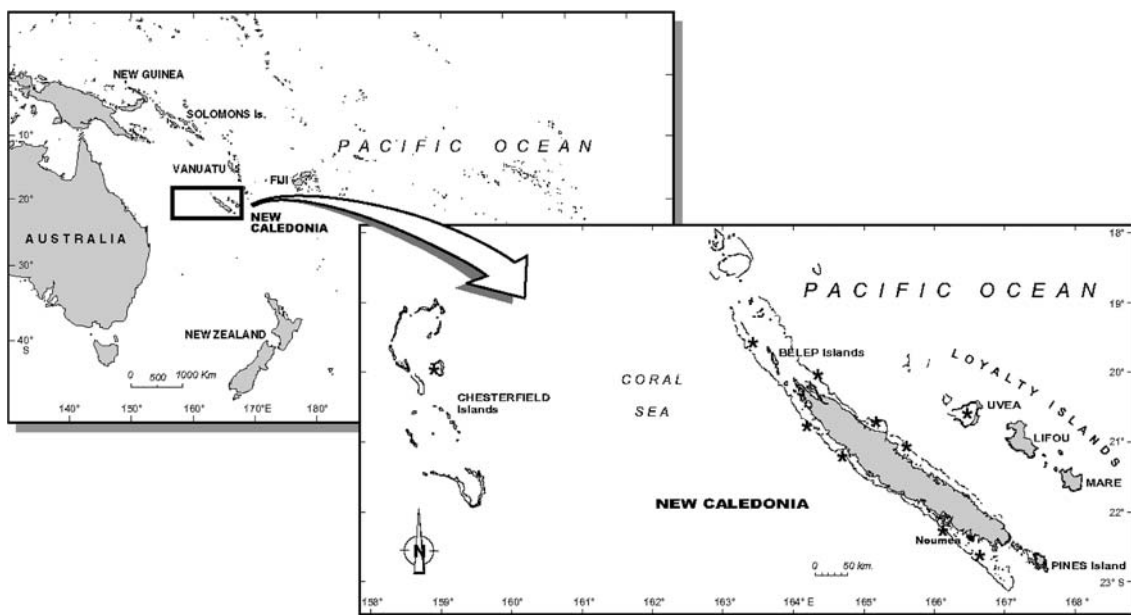 NEW GUINEA
SOLOMONS Is.
10°
PACIFIC OCEAN
VANUATU
FIJI
20°
NEW
CALEDONIA
AUSTRALIA
30°
NEW ZEALAND
40°
S
0 500 1000 Km
140° 150° 160° 170°E 180°
18°
PACIFIC OCEAN
19°
BELEP Islands
LOYALTY ISLANDS
20°
CORAL
SEA
CHESTERFIELD
Islands
UVEA
LIFOU
21°
MARE
NEW CALEDONIA
22°
Noumea
N
0 50 km.
PINES Island
23° S
158° 159° 160° 161° 162° 163° 164° E 165° 166° 167° 168°